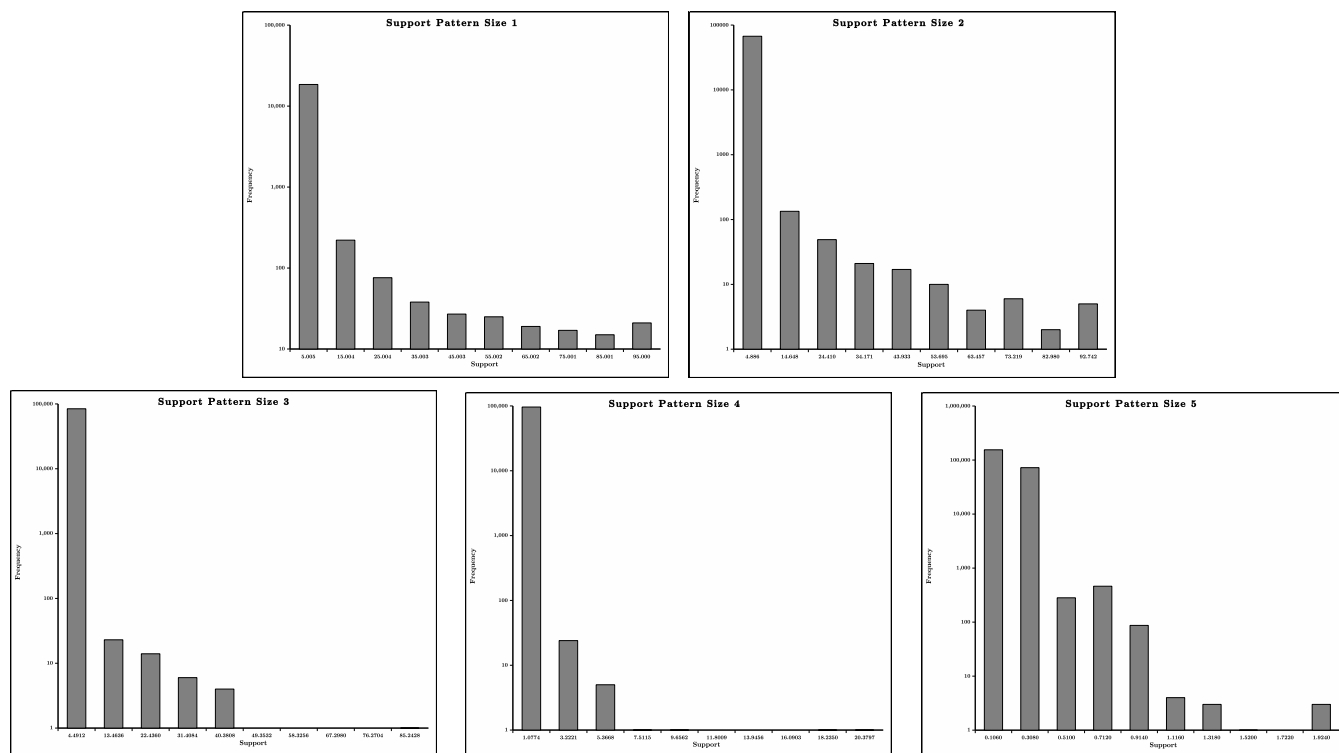 Support Pattern Size 1
100,000
10,000
1,000
100
10
Frequency
5.005 15.004 25.004 35.003 45.003 55.002 65.002 75.001 85.001 95.000
Support
Support Pattern Size 2
100000
10000
1000
100
10
1
Frequency
4.886 14.648 24.410 34.171 43.933 53.695 63.457 73.219 82.980 92.742
Support
Support Pattern Size 3
100,000
10,000
1,000
100
10
1
Frequency
4.4912 13.4636 22.4360 31.4084 40.3808 49.3532 58.3256 67.2980 76.2704 85.2428
Support
Support Pattern Size 4
100,000
10,000
1,000
100
10
1
Frequency
1.0774 3.2221 5.3668 7.5115 9.6562 11.8009 13.9456 16.0903 18.2350 20.3797
Support
Support Pattern Size 5
1,000,000
100,000
10,000
1,000
100
10
1
Frequency
0.1060 0.3080 0.5100 0.7120 0.9140 1.1160 1.3180 1.5200 1.7220 1.9240
Support